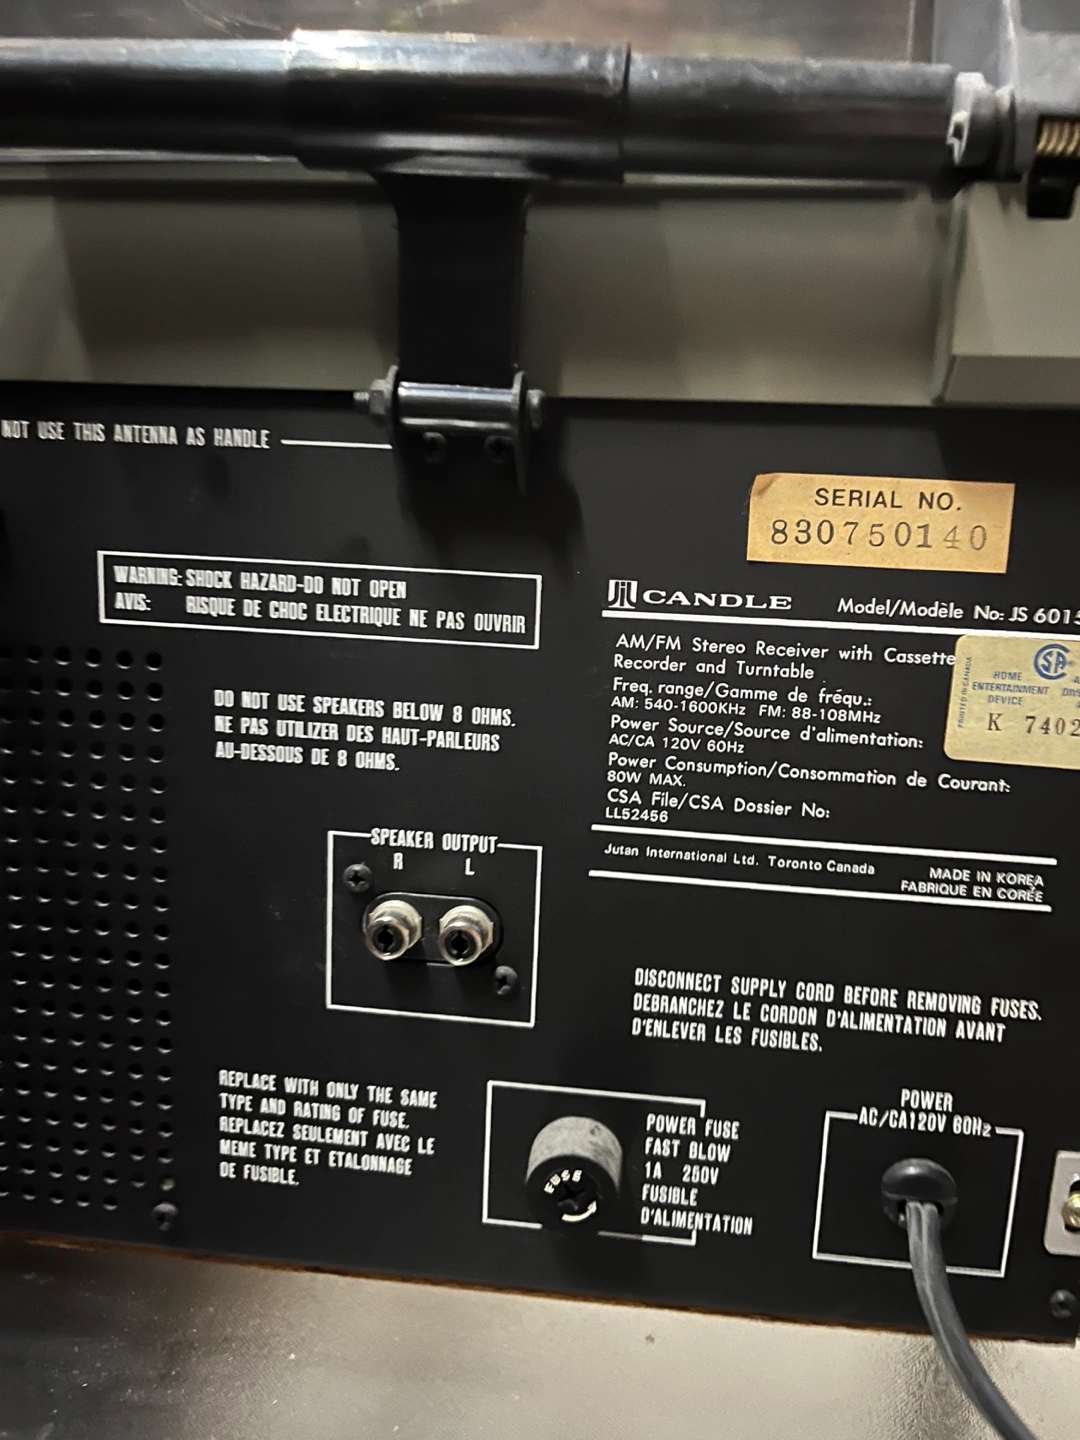 NOT USE THIS ANTENNA AS HANDLE
SERIAL NO.
830750140
WARNING: SHOCK HAZARD-DO NOT OPEN
AVIS: RISQUE DE CHOC ELECTRIQUE NE PAS OUVRIR
CANDLE Model/Modèle No: JS 6015
AM/FM Stereo Receiver with Cassette
Recorder and Turntable
Freq. range/Gamme de fréqu.:
AM: 540-1600KHz FM: 88-108MHz
Power Source/Source d'alimentation:
AC/CA 120V 60Hz
Power Consumption/Consommation de Courant:
80W MAX.
CSA File/CSA Dossier No:
LL52456
Jutan International Ltd. Toronto Canada
MADE IN KOREA
FABRIQUE EN CORÉE
PRINTED IN CANADA
HOME
ENTERTAINMENT
DEVICE
K 7402
DO NOT USE SPEAKERS BELOW 8 OHMS.
NE PAS UTILIZER DES HAUT-PARLEURS
AU-DESSOUS DE 8 OHMS.
SPEAKER OUTPUT
R L
DISCONNECT SUPPLY CORD BEFORE REMOVING FUSES.
DEBRANCHEZ LE CORDON D'ALIMENTATION AVANT
D'ENLEVER LES FUSIBLES.
REPLACE WITH ONLY THE SAME
TYPE AND RATING OF FUSE.
REPLACEZ SEULEMENT AVEC LE
MEME TYPE ET ETALONNAGE
DE FUSIBLE.
FUSE
POWER FUSE
FAST BLOW
1A 250V
FUSIBLE
D'ALIMENTATION
POWER
AC/CA120V 60Hz